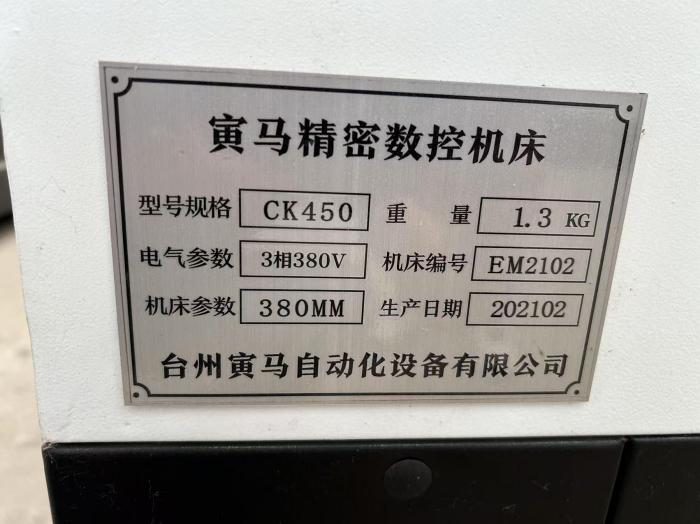 寅马精密数控机床
型号规格 CK450 重 量 1.3 KG
电气参数 3相380V 机床编号 EM2102
机床参数 380MM 生产日期 202102
台州寅马自动化设备有限公司